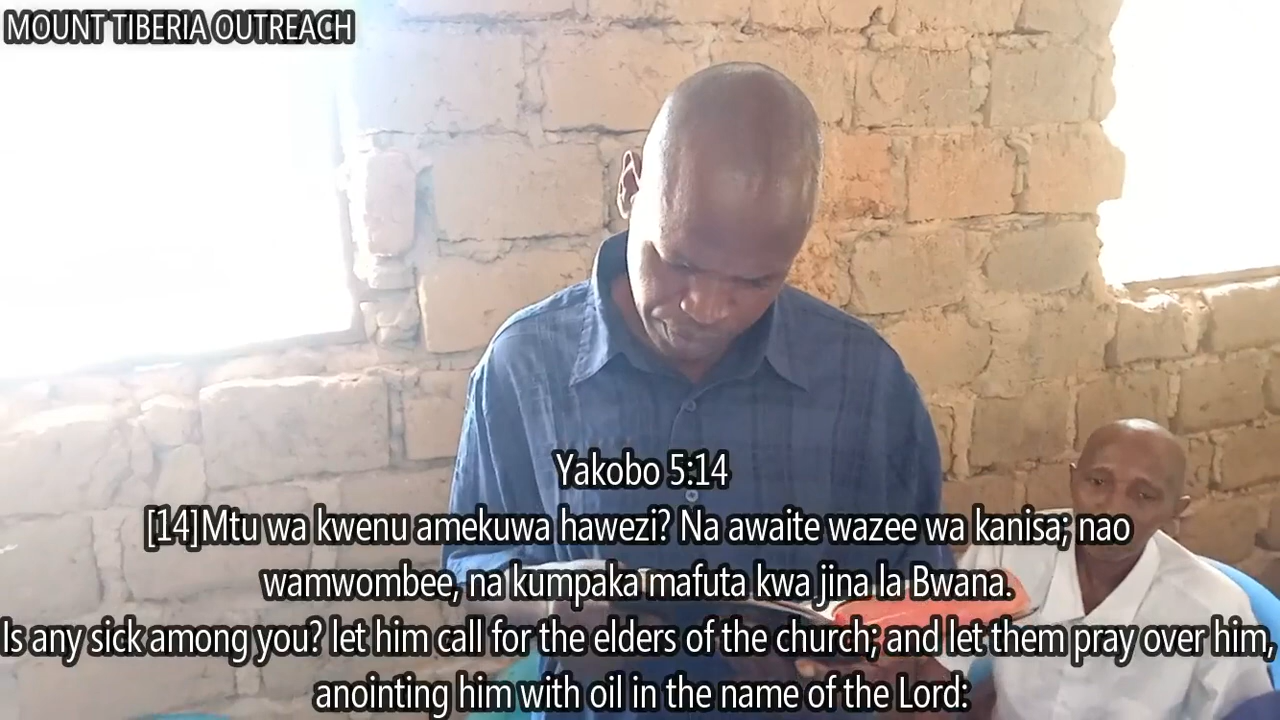 MOUNT TIBERIA OUTREACH
Yakobo 5:14
[14]Mtu wa kwenu amekuwa hawezi? Na awaite wazee wa kanisa; nao
wamwombee, na kumpaka mafuta kwa jina la Bwana.
Is any sick among you? let him call for the elders of the church; and let them pray over him,
anointing him with oil in the name of the Lord: